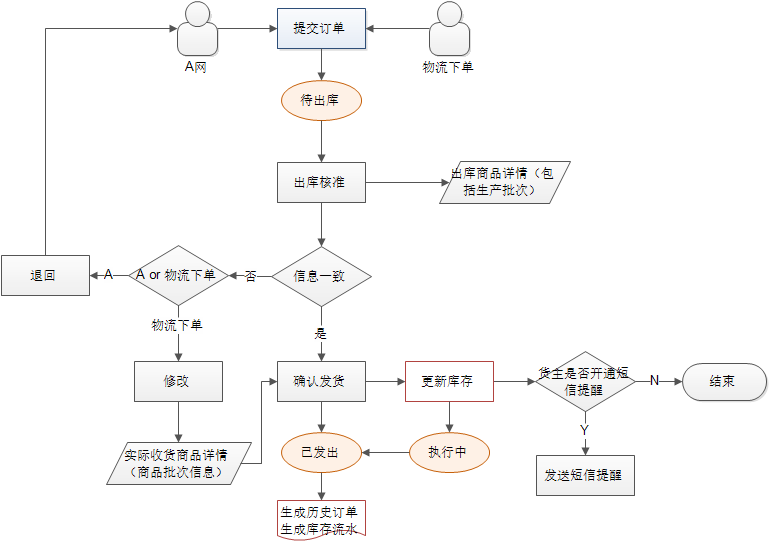 提交订单
A网
物流下单
待出库
出库核准
出库商品详情（包
括生产批次）
退回
A
A or 物流下单
否
信息一致
物流下单
是
修改
确认发货
更新库存
货主是否开通短
信提醒
N
结束
Y
实际收货商品详情
（商品批次信息）
已发出
执行中
发送短信提醒
生成历史订单
生成库存流水